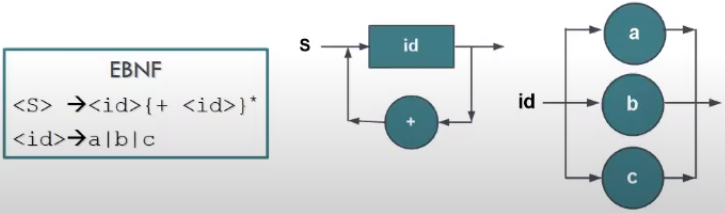 EBNF
<S> →<id>{+ <id>}*
<id>→a|b|c
S
id
+
id
a
b
c